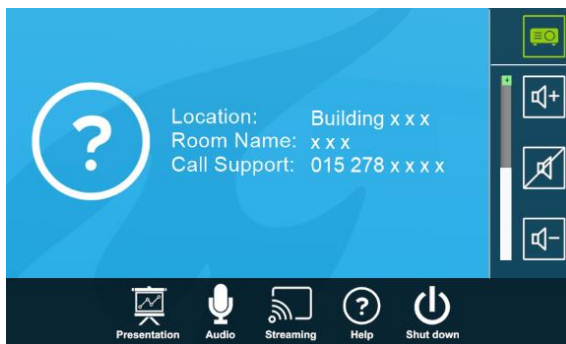 Location: Building x x x
Room Name: x x x
Call Support: 015 278 x x x x
Presentation Audio Streaming Help Shut down